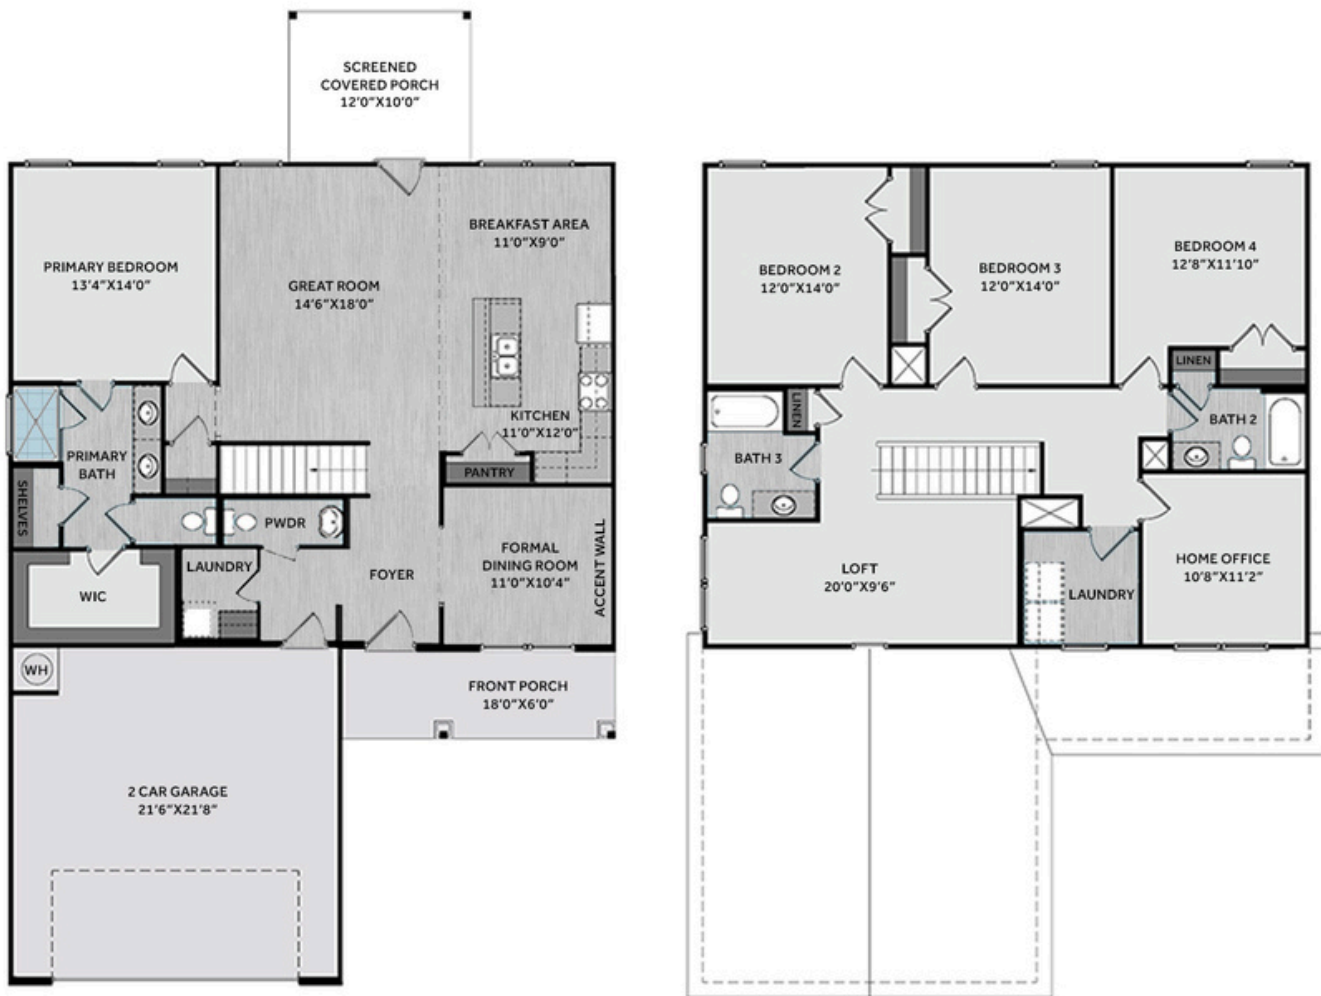 SCREENED
COVERED PORCH
12'0"X10'0"
PRIMARY BEDROOM
13'4"X14'0"
GREAT ROOM
14'6"X18'0"
BREAKFAST AREA
11'0"X9'0"
KITCHEN
11'0"X12'0"
PANTRY
PRIMARY
BATH
SHELVES
PWDR
LAUNDRY
WIC
FOYER
FORMAL
DINING ROOM
11'0"X10'4"
ACCENT WALL
WH
FRONT PORCH
18'0"X6'0"
2 CAR GARAGE
21'6"X21'8"
BEDROOM 2
12'0"X14'0"
BEDROOM 3
12'0"X14'0"
BEDROOM 4
12'8"X11'10"
LINEN
LINEN
BATH 2
BATH 3
LOFT
20'0"X9'6"
LAUNDRY
HOME OFFICE
10'8"X11'2"